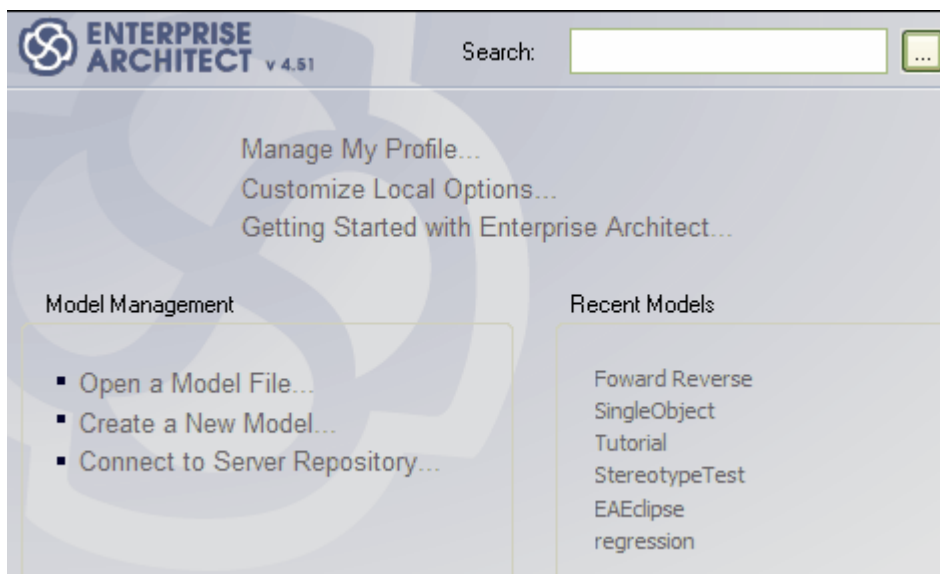 ENTERPRISE
ARCHITECT v 4.51
Search:
...
Manage My Profile...
Customize Local Options...
Getting Started with Enterprise Architect...
Model Management
Open a Model File...
Create a New Model...
Connect to Server Repository...
Recent Models
Foward Reverse
SingleObject
Tutorial
StereotypeTest
EAEclipse
regression